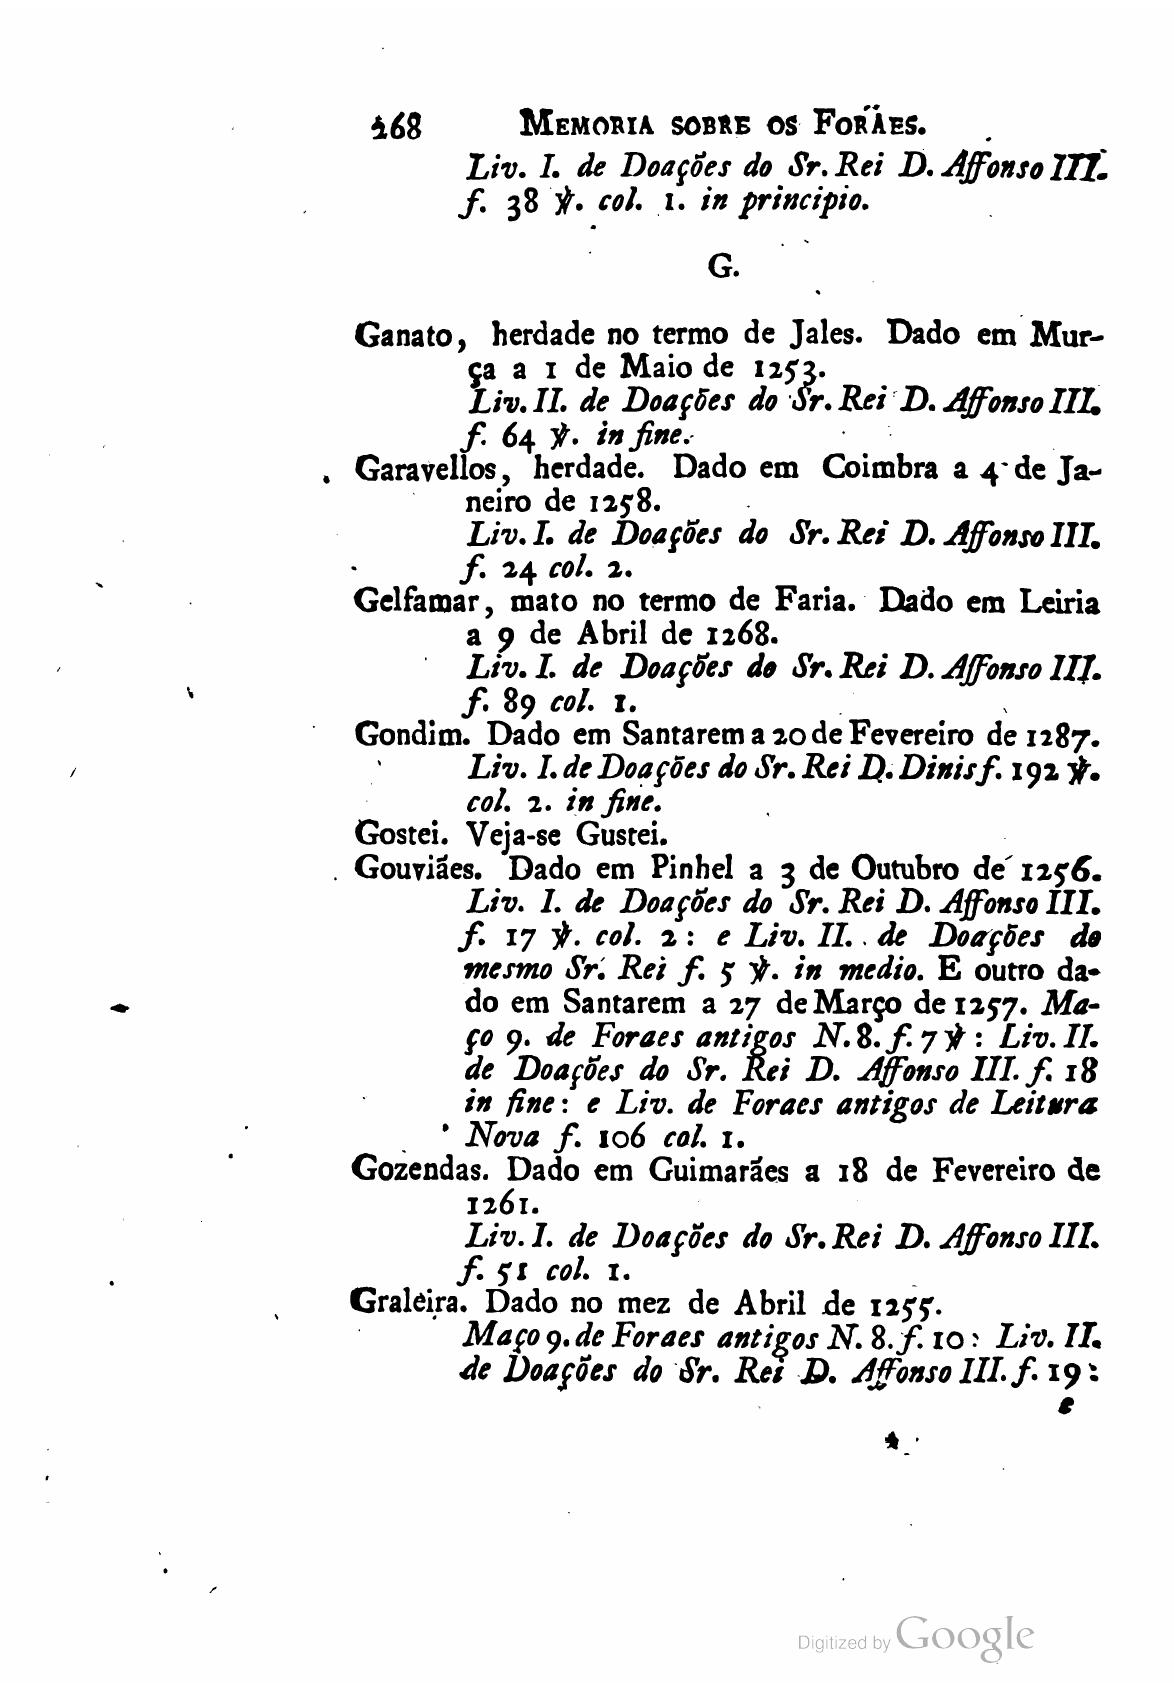 168 MEMORIA SOBRE OS FORÃES.
Liv. I. de Doações do Sr. Rei D. Affonso III.
f. 38 ℣. col. 1. in principio.
G.
Ganato, herdade no termo de Jales. Dado em Mur-
ça a 1 de Maio de 1253.
Liv. II. de Doações do Sr. Rei D. Affonso III.
f. 64 ℣. in fine.
Garavellos, herdade. Dado em Coimbra a 4 de Ja-
neiro de 1258.
Liv. I. de Doações do Sr. Rei D. Affonso III.
f. 24 col. 2.
Gelfamar, mato no termo de Faria. Dado em Leiria
a 9 de Abril de 1268.
Liv. I. de Doações do Sr. Rei D. Affonso III.
f. 89 col. 1.
Gondim. Dado em Santarem a 20 de Fevereiro de 1287.
Liv. I. de Doações do Sr. Rei D. Dinis f. 192 ℣.
col. 2. in fine.
Gostei. Veja-se Gustei.
Gouviães. Dado em Pinhel a 3 de Outubro de 1256.
Liv. I. de Doações do Sr. Rei D. Affonso III.
f. 17 ℣. col. 2: e Liv. II. de Doações do
mesmo Sr. Rei f. 5 ℣. in medio. E outro da-
do em Santarem a 27 de Março de 1257. Ma-
ço 9. de Foraes antigos N. 8. f. 7 ℣: Liv. II.
de Doações do Sr. Rei D. Affonso III. f. 18
in fine: e Liv. de Foraes antigos de Leitura
Nova f. 106 col. 1.
Gozendas. Dado em Guimarães a 18 de Fevereiro de
1261.
Liv. I. de Doações do Sr. Rei D. Affonso III.
f. 51 col. 1.
Graleira. Dado no mez de Abril de 1255.
Maço 9. de Foraes antigos N. 8. f. 10: Liv. II.
de Doações do Sr. Rei D. Affonso III. f. 19:
e
Digitized by Google